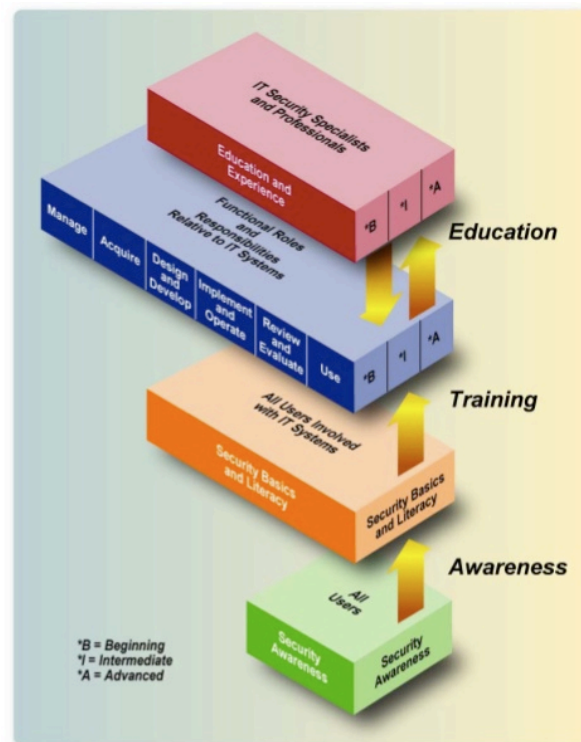 IT Security Specialists
and Professionals
Education and
Experience
*B
*I
*A
Education
Functional Roles
and
Responsibilities
Relative to IT Systems
Manage
Acquire
Design
and
Develop
Implement
and
Operate
Review
and
Evaluate
Use
*B
*I
*A
Training
All Users Involved
with IT Systems
Security Basics
and Literacy
Security Basics
and Literacy
Awareness
All
Users
Security
Awareness
Security
Awareness
*B = Beginning
*I = Intermediate
*A = Advanced